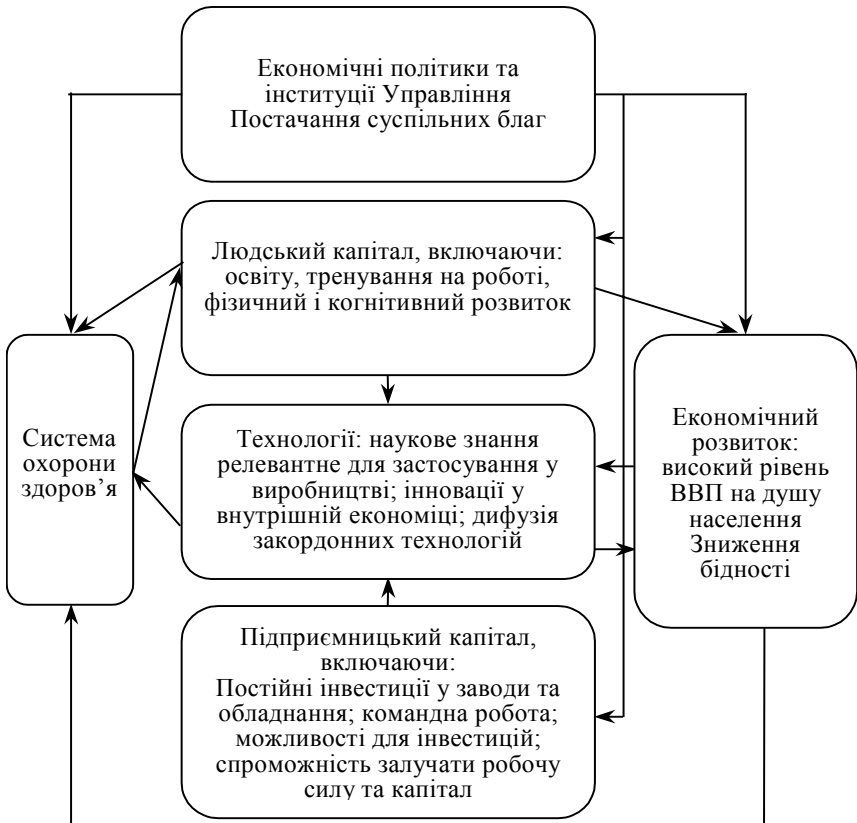 Економічні політики та
інституції Управління
Постачання суспільних благ
Людський капітал, включаючи:
освіту, тренування на роботі,
фізичний і когнітивний розвиток
Система
охорони
здоров’я
Технології: наукове знання
релевантне для застосування у
виробництві; інновації у
внутрішній економіці; дифузія
закордонних технологій
Економічний
розвиток:
високий рівень
ВВП на душу
населення
Зниження
бідності
Підприємницький капітал,
включаючи:
Постійні інвестиції у заводи та
обладнання; командна робота;
можливості для інвестицій;
спроможність залучати робочу
силу та капітал